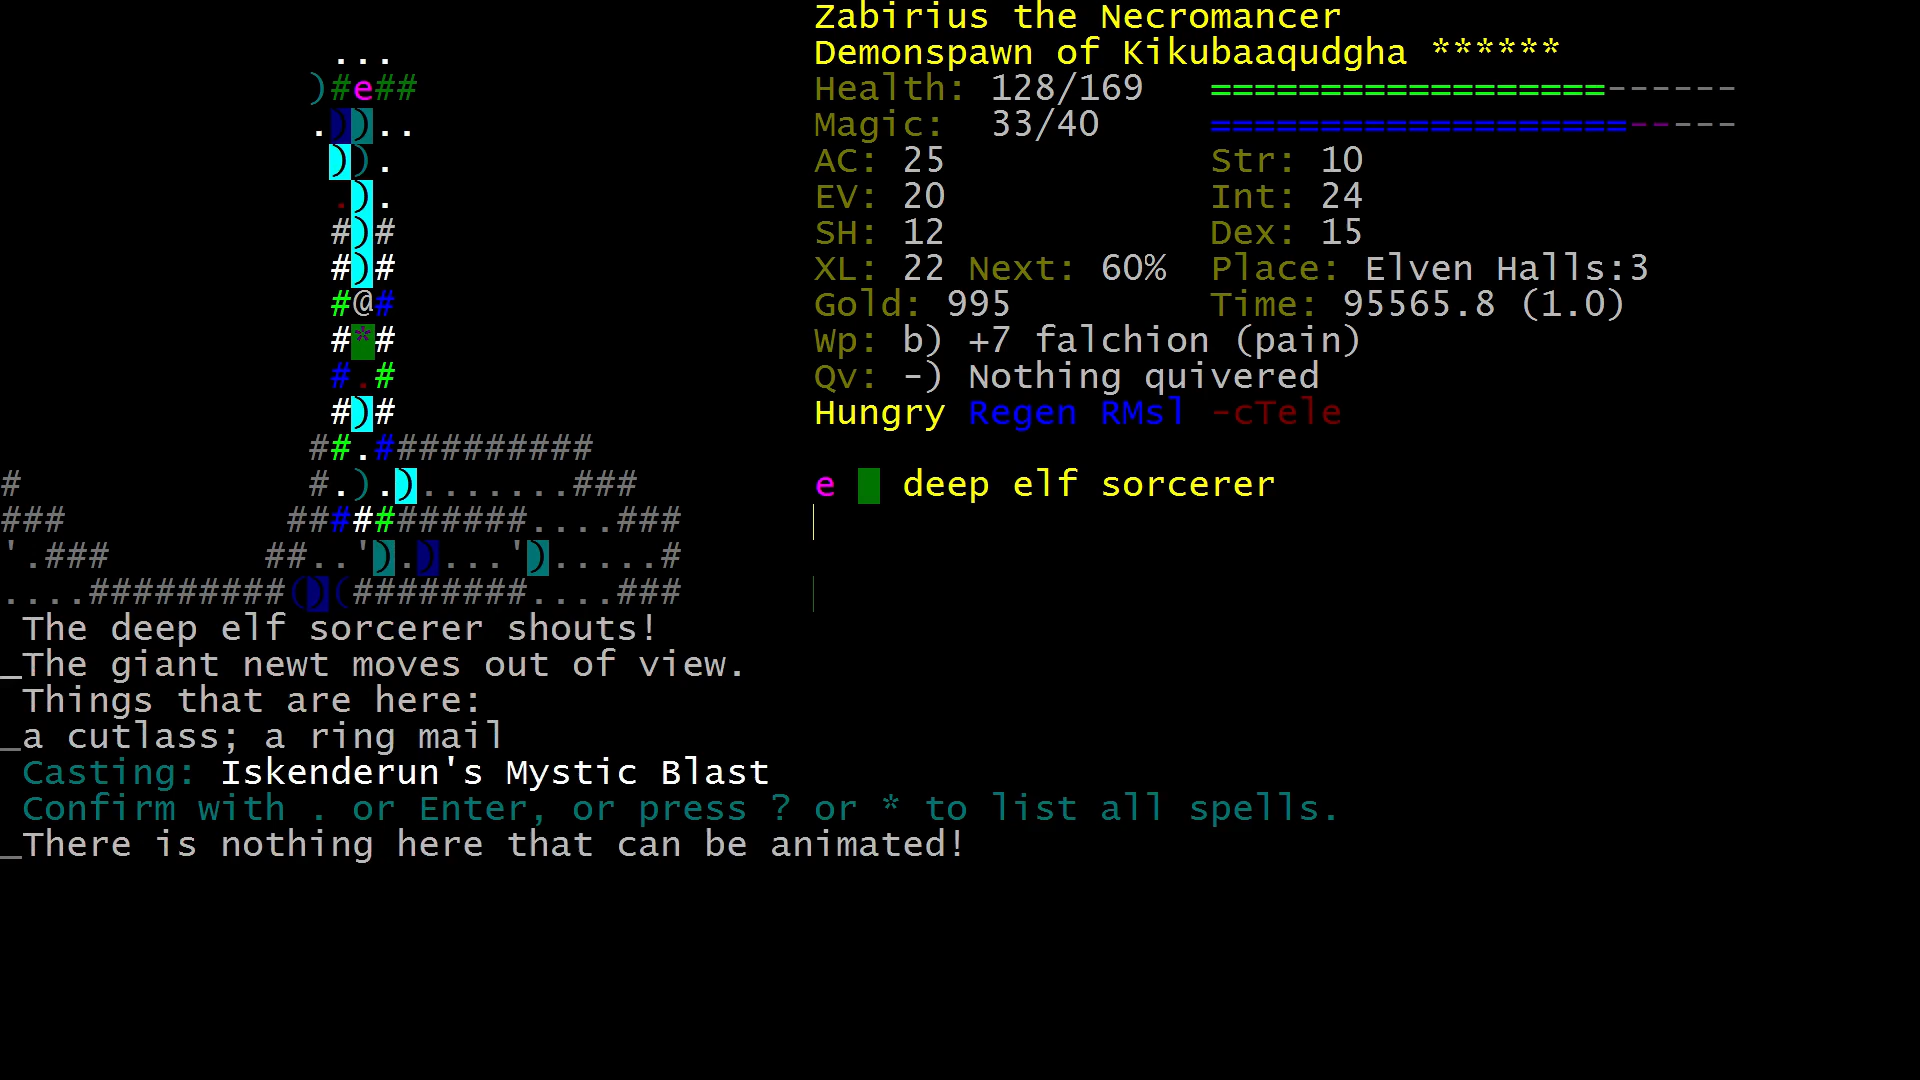 Zabirius the Necromancer
Demonspawn of Kikubaaqudgha ******
Health: 128/169 ==================------
Magic: 33/40 ===================-----
AC: 25 Str: 10
EV: 20 Int: 24
SH: 12 Dex: 15
XL: 22 Next: 60% Place: Elven Halls:3
Gold: 995 Time: 95565.8 (1.0)
Wp: b) +7 falchion (pain)
Qv: -) Nothing quivered
Hungry Regen RMsl -cTele
e deep elf sorcerer
...
)#e##
.))..
)).
.).
#)#
#)#
#@#
#*#
#.#
#)#
##.##########
# #.).).......###
### ###########....###
'.### ##..').)...').....#
....#########()(########....###
The deep elf sorcerer shouts!
_The giant newt moves out of view.
Things that are here:
_a cutlass; a ring mail
Casting: Iskenderun's Mystic Blast
Confirm with . or Enter, or press ? or * to list all spells.
_There is nothing here that can be animated!